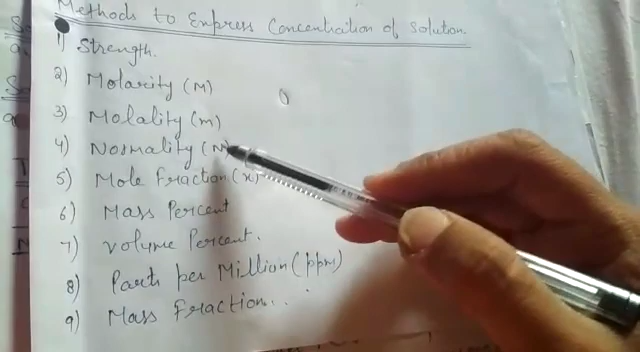 Methods to Express Concentration of Solution.
1) Strength.
2) Molarity (M)
3) Molality (m)
4) Normality (N)
5) Mole Fraction (x)
6) Mass Percent
7) Volume Percent.
8) Parts per Million (ppm)
9) Mass Fraction..